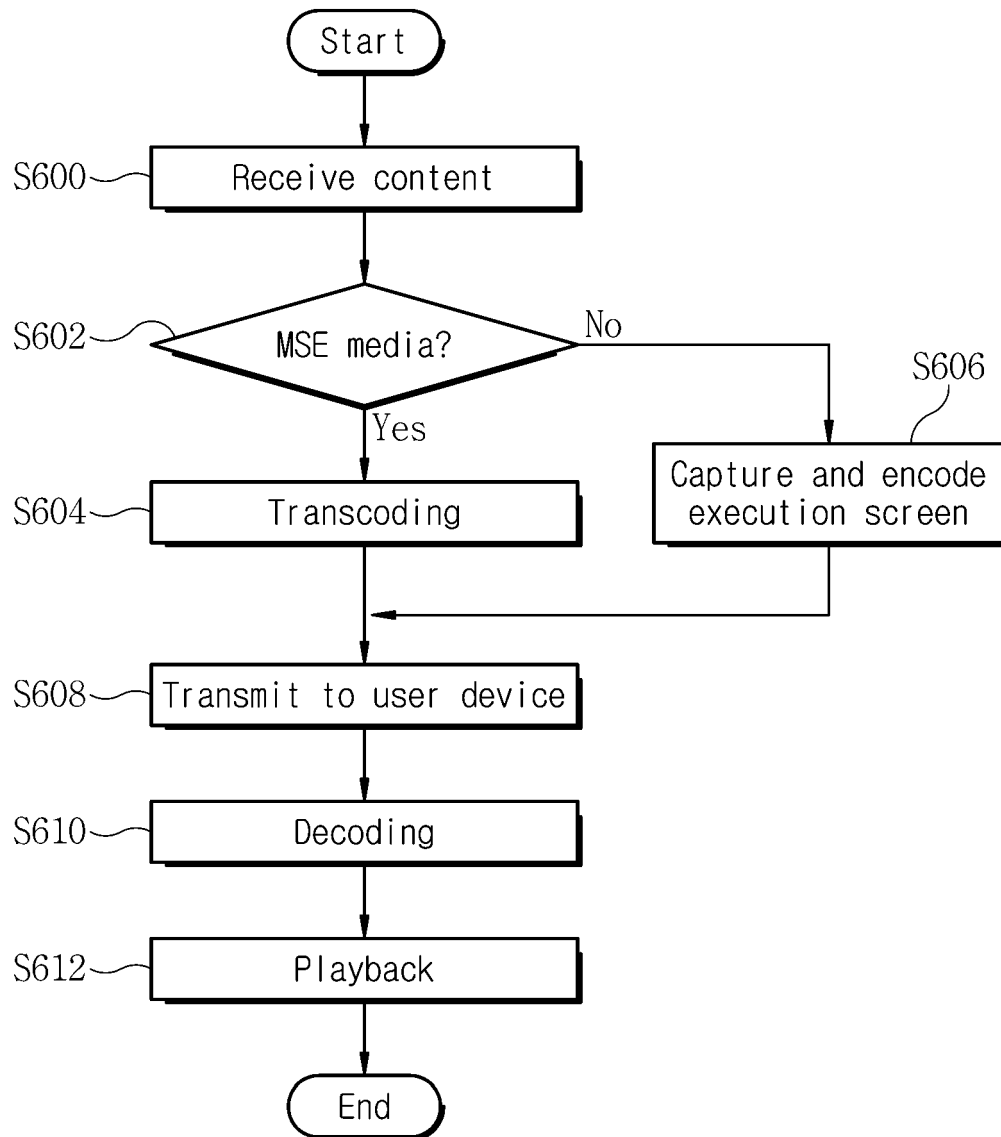 Start
S600
Receive content
S602
MSE media?
No
Yes
S606
Capture and encode
execution screen
S604
Transcoding
S608
Transmit to user device
S610
Decoding
S612
Playback
End